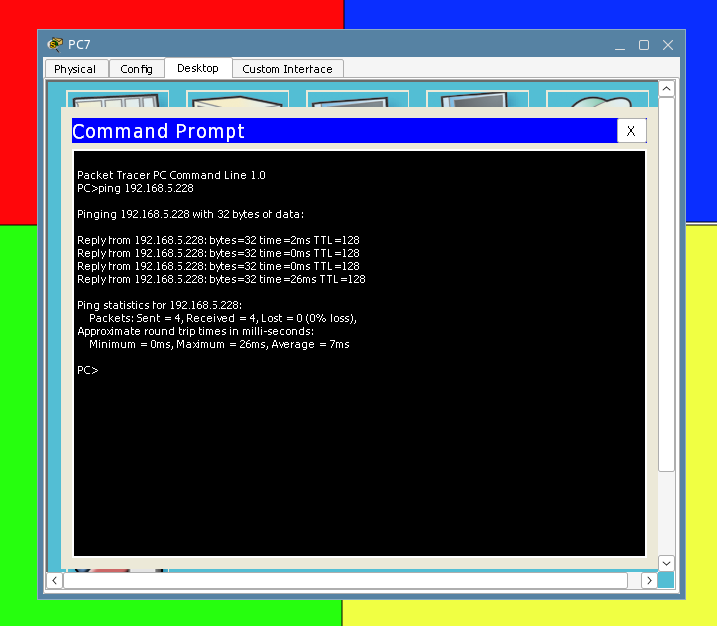 PC7
Physical Config Desktop Custom Interface
Command Prompt
X
Packet Tracer PC Command Line 1.0
PC>ping 192.168.5.228
Pinging 192.168.5.228 with 32 bytes of data:
Reply from 192.168.5.228: bytes=32 time=2ms TTL=128
Reply from 192.168.5.228: bytes=32 time=0ms TTL=128
Reply from 192.168.5.228: bytes=32 time=0ms TTL=128
Reply from 192.168.5.228: bytes=32 time=26ms TTL=128
Ping statistics for 192.168.5.228:
Packets: Sent = 4, Received = 4, Lost = 0 (0% loss),
Approximate round trip times in milli-seconds:
Minimum = 0ms, Maximum = 26ms, Average = 7ms
PC>